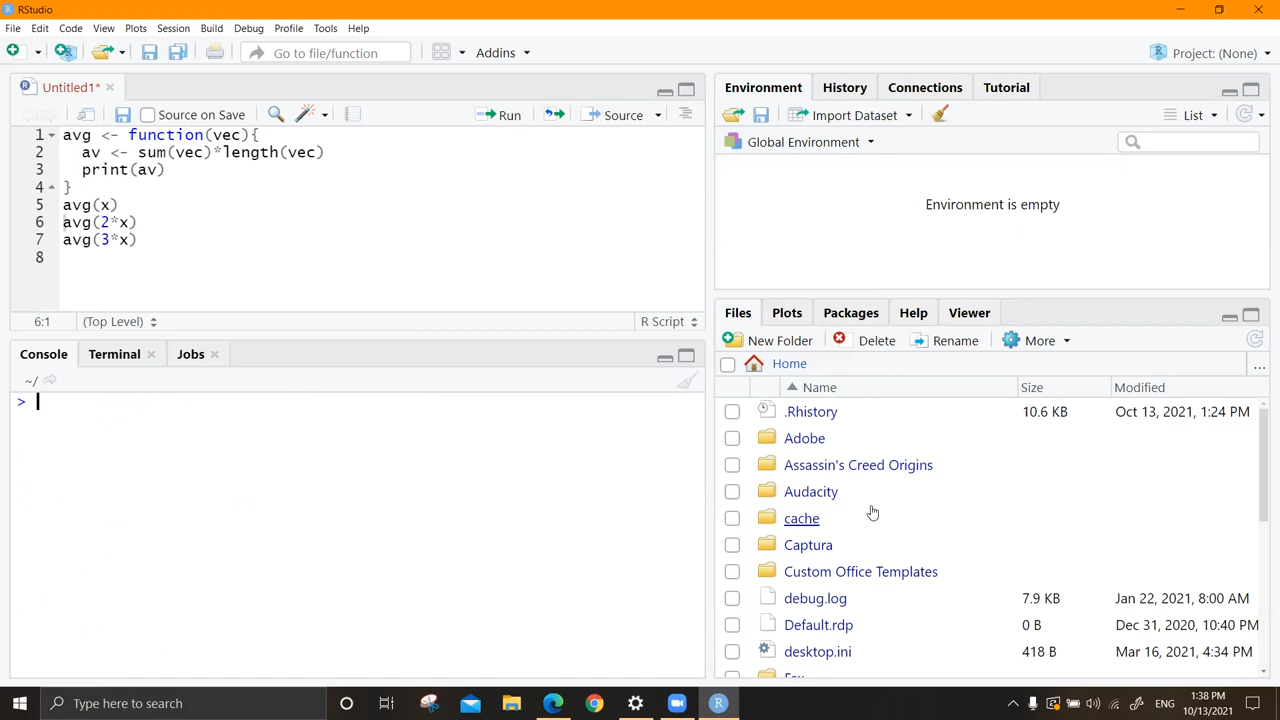 RStudio
File Edit Code View Plots Session Build Debug Profile Tools Help
Go to file/function Addins Project: (None)
Untitled1*
Source on Save Run Source
1 avg <- function(vec){
2 av <- sum(vec)*length(vec)
3 print(av)
4 }
5 avg(x)
6 avg(2*x)
7 avg(3*x)
8
6:1 (Top Level) R Script
Console Terminal Jobs
~/
>
Environment History Connections Tutorial
Import Dataset List
Global Environment
Environment is empty
Files Plots Packages Help Viewer
New Folder Delete Rename More
Home ...
Name Size Modified
.Rhistory 10.6 KB Oct 13, 2021, 1:24 PM
Adobe
Assassin's Creed Origins
Audacity
cache
Captura
Custom Office Templates
debug.log 7.9 KB Jan 22, 2021, 8:00 AM
Default.rdp 0 B Dec 31, 2020, 10:40 PM
desktop.ini 418 B Mar 16, 2021, 4:34 PM
Type here to search
ENG
1:38 PM
10/13/2021